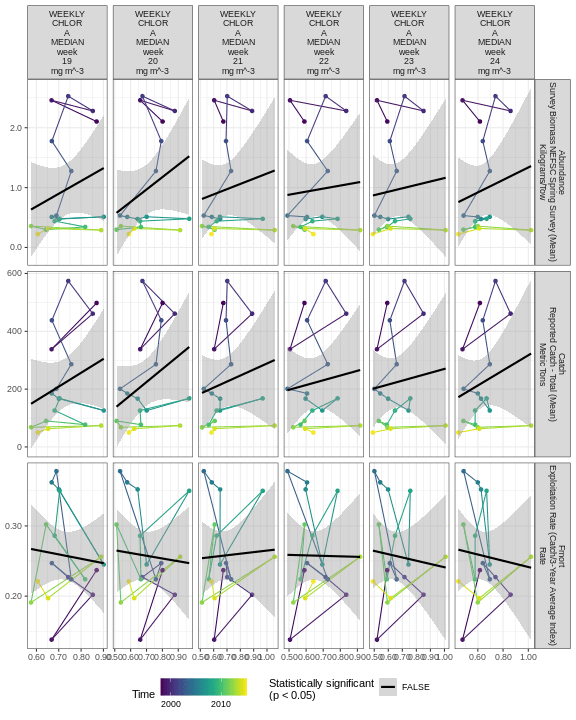 WEEKLY CHLOR A MEDIAN week 19 mg m^-3
WEEKLY CHLOR A MEDIAN week 20 mg m^-3
WEEKLY CHLOR A MEDIAN week 21 mg m^-3
WEEKLY CHLOR A MEDIAN week 22 mg m^-3
WEEKLY CHLOR A MEDIAN week 23 mg m^-3
WEEKLY CHLOR A MEDIAN week 24 mg m^-3
2.0
1.0
0.0
Abundance
Survey Biomass NEFSC Spring Survey (Mean)
Kilograms/Tow
600
400
200
0
Catch
Reported Catch - Total (Mean)
Metric Tons
0.30
0.20
Fmort
Exploitation Rate (Catch/3-Year Average Index)
Rate
0.60 0.70 0.80 0.90
0.50 0.60 0.70 0.80 0.90
0.50 0.60 0.70 0.80 0.90 1.00
0.50 0.60 0.70 0.80 0.90
0.50 0.60 0.70 0.80 0.90 1.00
0.60 0.80 1.00
Time
2000 2010
Statistically significant
(p < 0.05)
FALSE